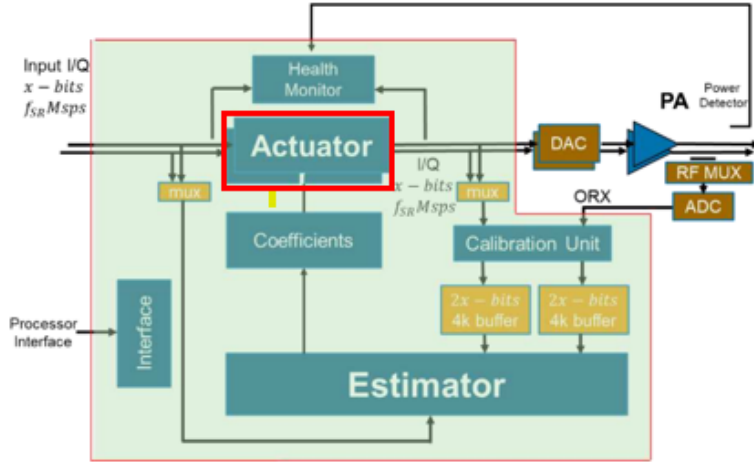 Input I/Q
x − bits
f_SR Msps
Health
Monitor
Power
Detector
PA
Actuator
DAC
I/Q
x − bits
f_SR Msps
mux
mux
RF MUX
ORX
ADC
Coefficients
Calibration Unit
2x − bits
4k buffer
2x − bits
4k buffer
Processor
Interface
Interface
Estimator